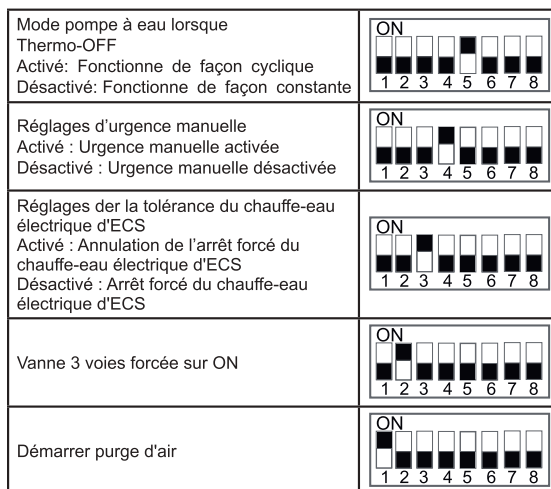 Mode pompe à eau lorsque
Thermo-OFF
Activé: Fonctionne de façon cyclique
Désactivé: Fonctionne de façon constante
ON
1 2 3 4 5 6 7 8
Réglages d'urgence manuelle
Activé : Urgence manuelle activée
Désactivé : Urgence manuelle désactivée
ON
1 2 3 4 5 6 7 8
Réglages der la tolérance du chauffe-eau
électrique d'ECS
Activé : Annulation de l'arrêt forcé du
chauffe-eau électrique d'ECS
Désactivé : Arrêt forcé du chauffe-eau
électrique d'ECS
ON
1 2 3 4 5 6 7 8
Vanne 3 voies forcée sur ON
ON
1 2 3 4 5 6 7 8
Démarrer purge d'air
ON
1 2 3 4 5 6 7 8